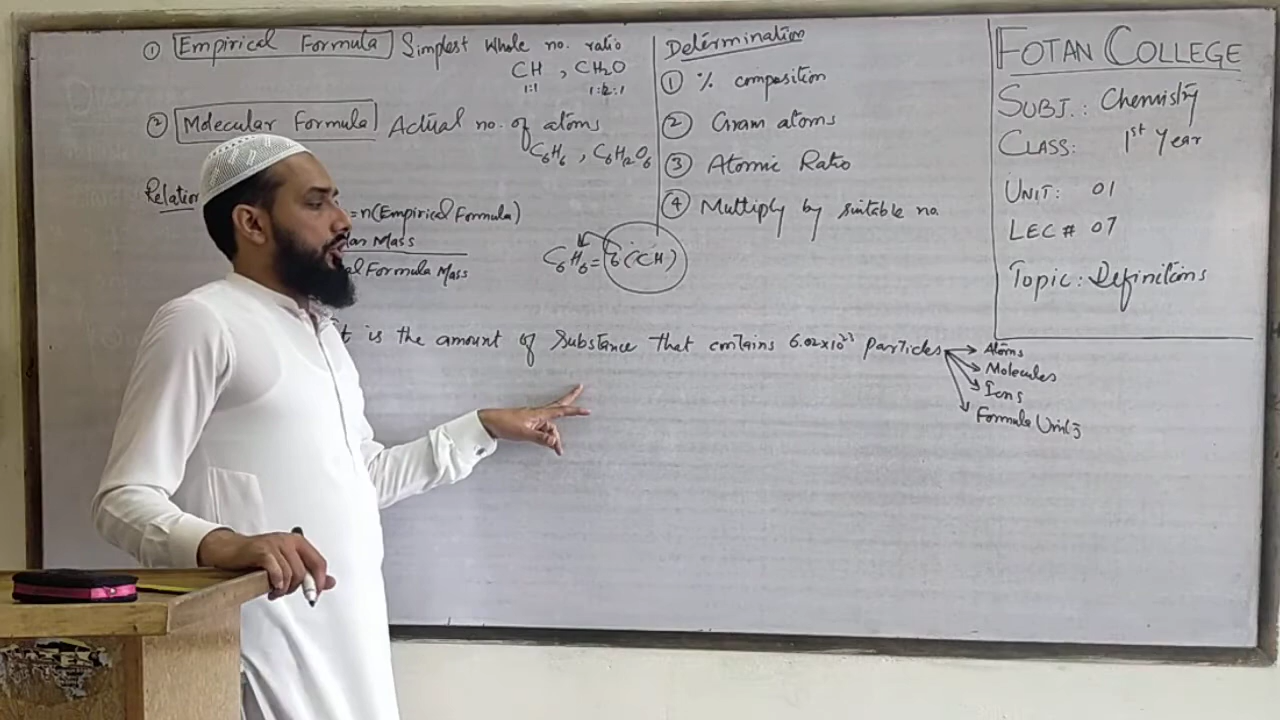 ① Empirical Formula Simplest Whole no. ratio
CH , CH2O
1:1 1:2:1
② Molecular Formula Actual no. of atoms
C6H6 , C6H12O6
Relation
= n(Empirical Formula)
Mass
Formula Mass
C6H6 = 6(CH)
is the amount of Substance that contains 6.02x10^23 particles
Atoms
Molecules
Ions
Formula Units
Determination
① % composition
② Gram atoms
③ Atomic Ratio
④ Multiply by suitable no.
FOTAN COLLEGE
SUBJ.: Chemistry
CLASS: 1st Year
UNIT: 01
LEC # 07
Topic: Definitions